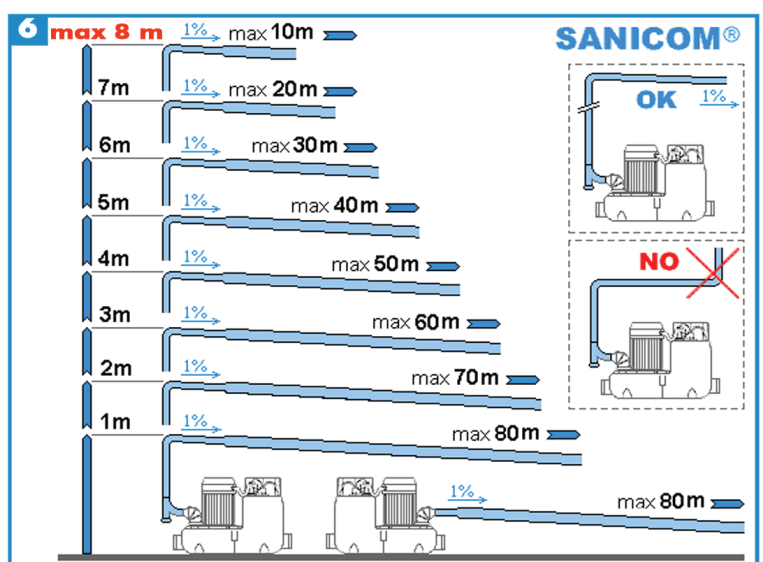 6 max 8 m
1% max 10m
SANICOM®
7m 1% max 20m
OK 1%
6m 1% max 30m
5m 1% max 40m
4m 1% max 50m
NO
3m 1% max 60m
2m 1% max 70m
1m 1% max 80m
1% max 80m